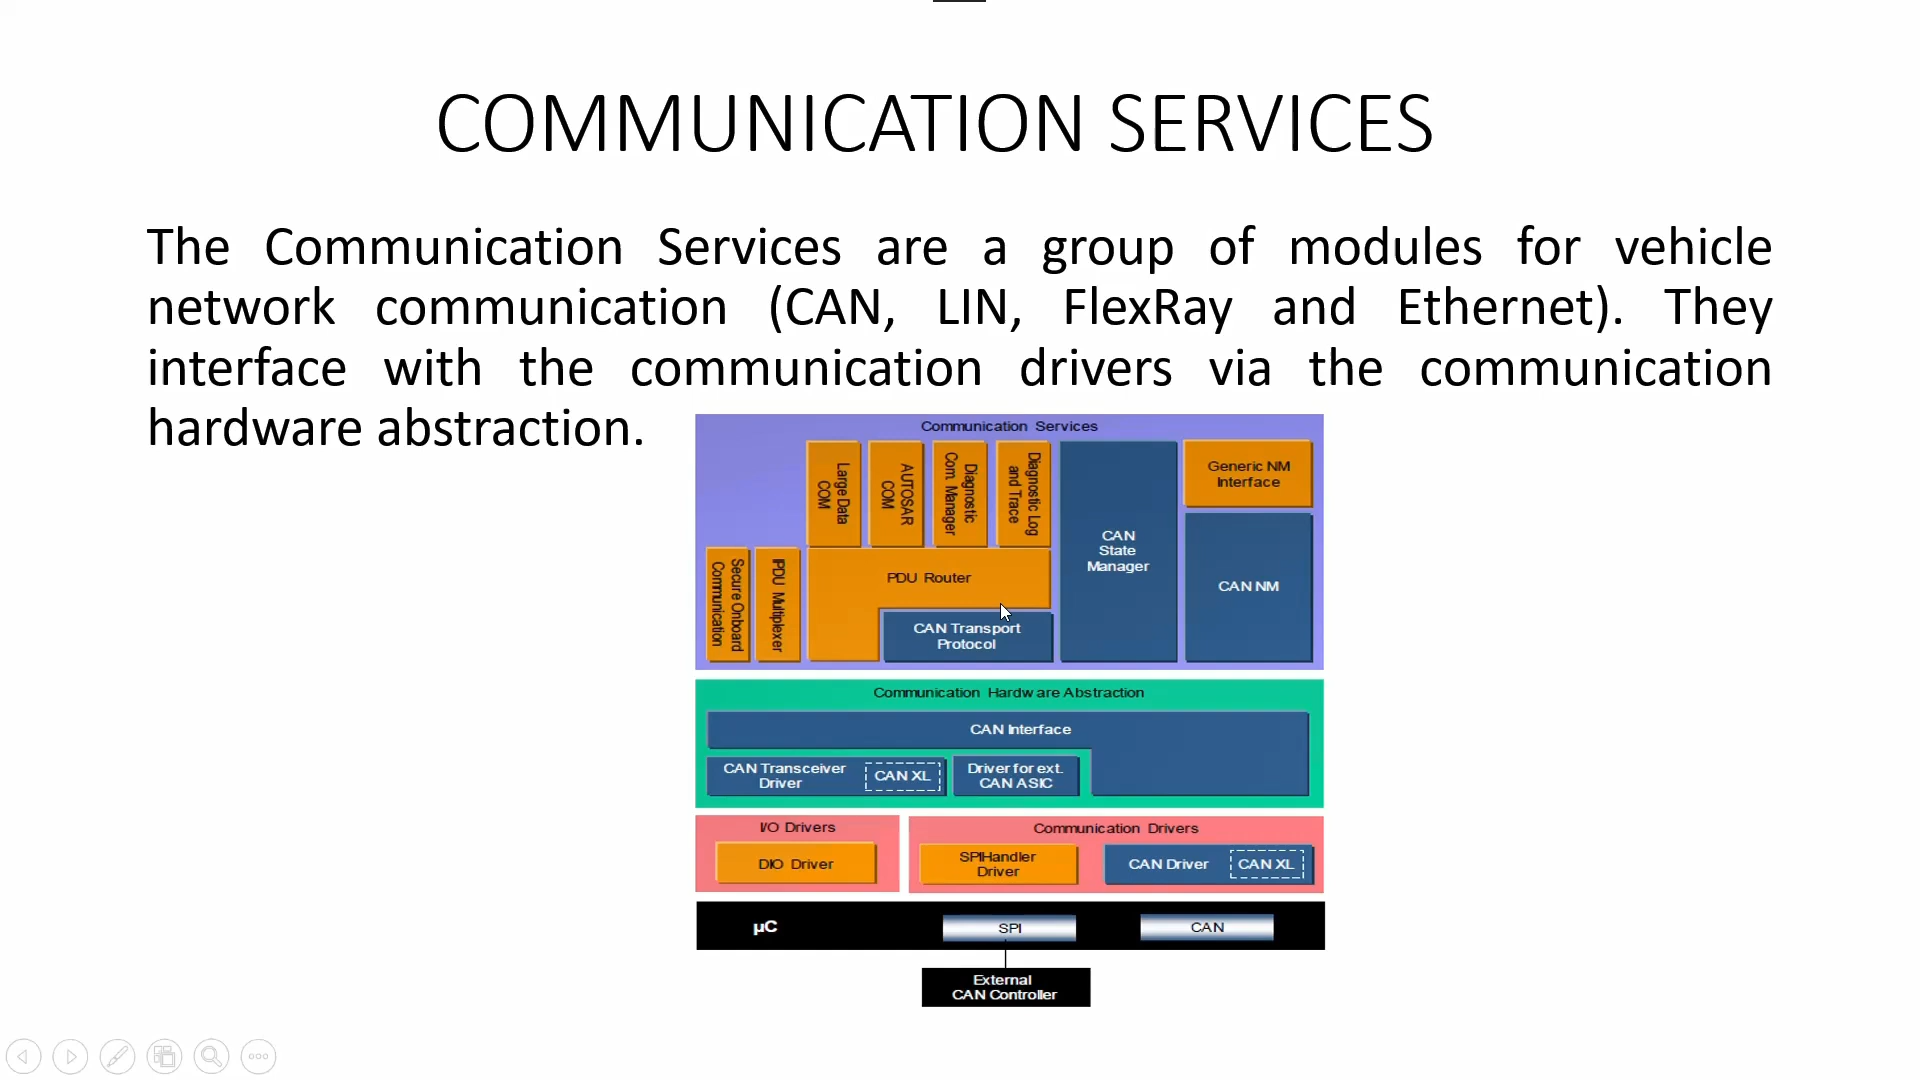 COMMUNICATION SERVICES
The Communication Services are a group of modules for vehicle
network communication (CAN, LIN, FlexRay and Ethernet). They
interface with the communication drivers via the communication
hardware abstraction.
Communication Services
Large Data
COM
AUTOSAR
COM
Diagnostic
Com. Manager
Diagnostic Log
and Trace
CAN
State
Manager
Generic NM
Interface
Secure Onboard
Communication
IPDU Multiplexer
PDU Router
CAN Transport
Protocol
CAN NM
Communication Hardware Abstraction
CAN Interface
CAN Transceiver
Driver
CAN XL
Driver for ext.
CAN ASIC
I/O Drivers
DIO Driver
Communication Drivers
SPIHandler
Driver
CAN Driver
CAN XL
µC
SPI
CAN
External
CAN Controller